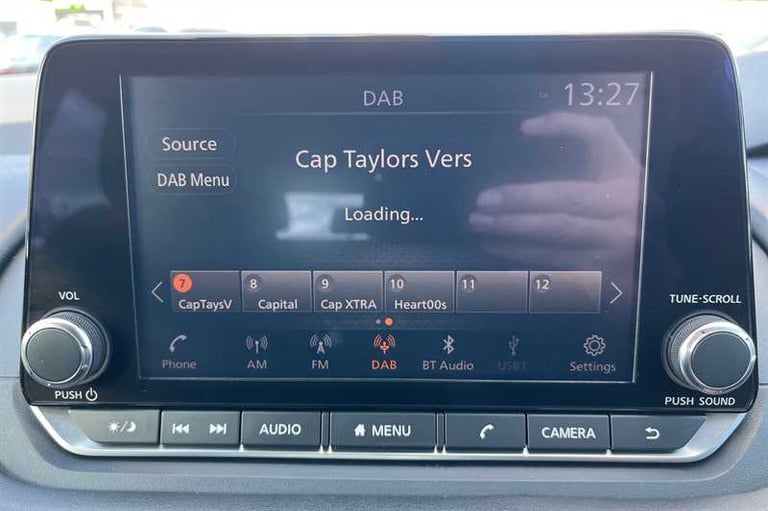 DAB
13:27
Source
DAB Menu
Cap Taylors Vers
Loading...
7 8 9 10 11 12
CapTaysV Capital Cap XTRA Heart00s
VOL
TUNE·SCROLL
Phone AM FM DAB BT Audio USB1 Settings
PUSH
PUSH SOUND
AUDIO MENU CAMERA